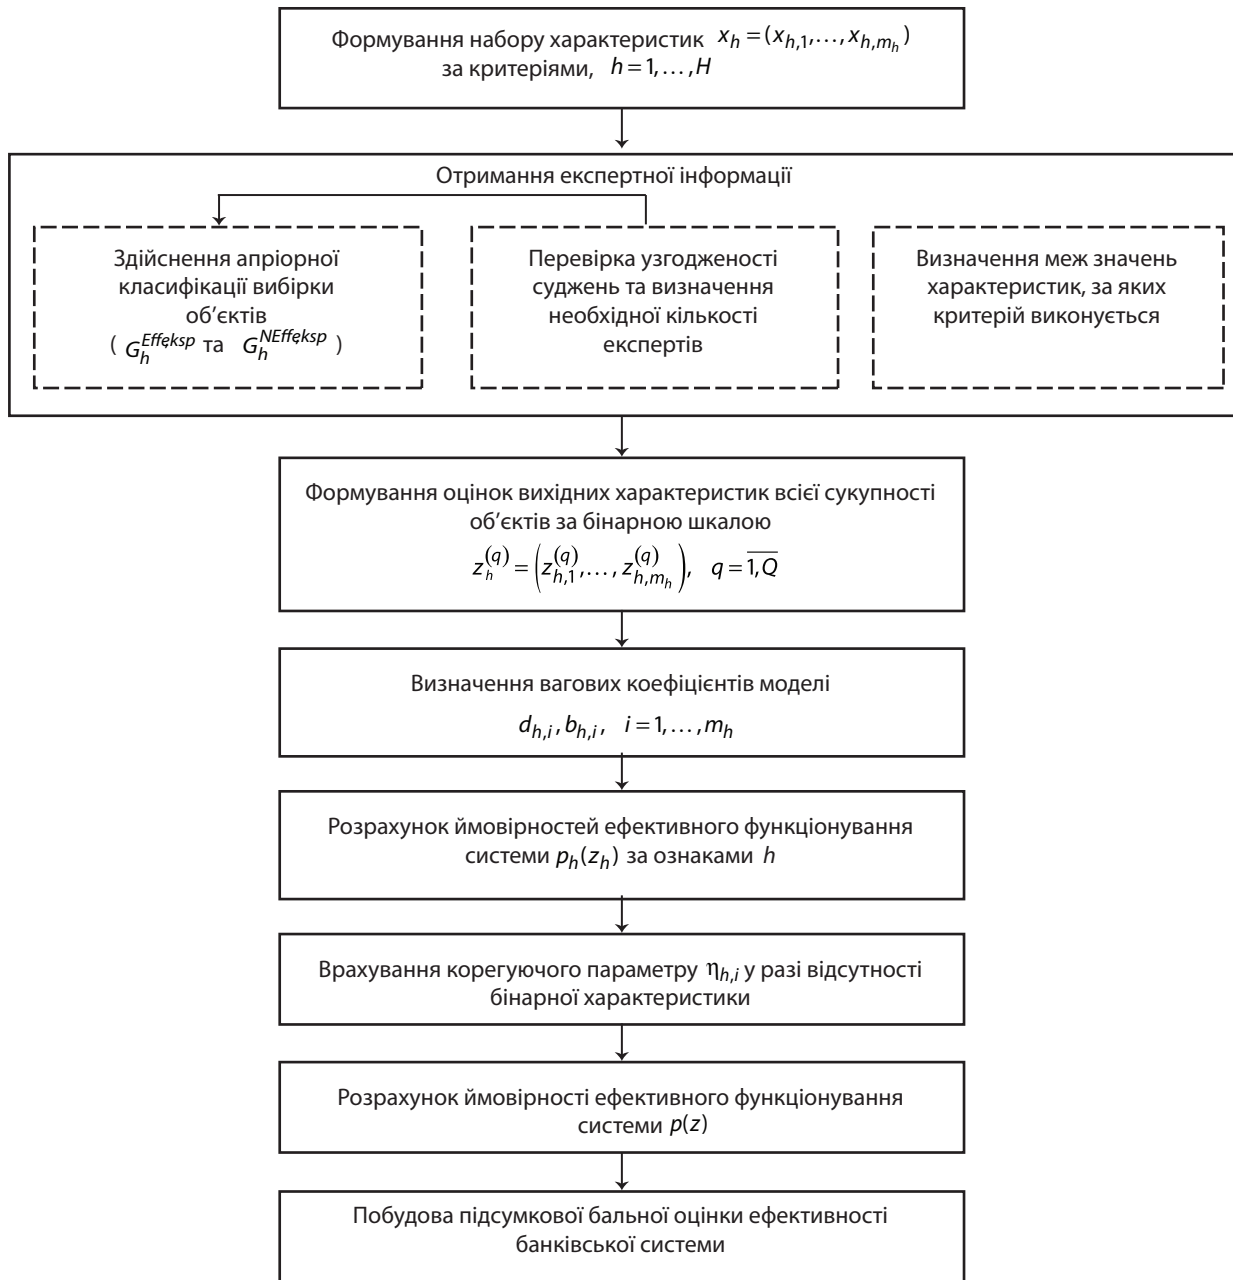 Формування набору характеристик x_h = (x_{h,1},…, x_{h,m_h})
за критеріями, h = 1,…, H
Отримання експертної інформації
Здійснення апріорної
класифікації вибірки
об’єктів
( G_h^{Effęksp} та G_h^{NEffęksp} )
Перевірка узгодженості
суджень та визначення
необхідної кількості
експертів
Визначення меж значень
характеристик, за яких
критерій виконується
Формування оцінок вихідних характеристик всієї сукупності
об’єктів за бінарною шкалою
z_h^{(q)} = (z_{h,1}^{(q)},…, z_{h,m_h}^{(q)}), q = \overline{1,Q}
Визначення вагових коефіцієнтів моделі
d_{h,i}, b_{h,i}, i = 1,…, m_h
Розрахунок ймовірностей ефективного функціонування
системи p_h(z_h) за ознаками h
Врахування корегуючого параметру η_{h,i} у разі відсутності
бінарної характеристики
Розрахунок ймовірності ефективного функціонування
системи p(z)
Побудова підсумкової бальної оцінки ефективності
банківської системи